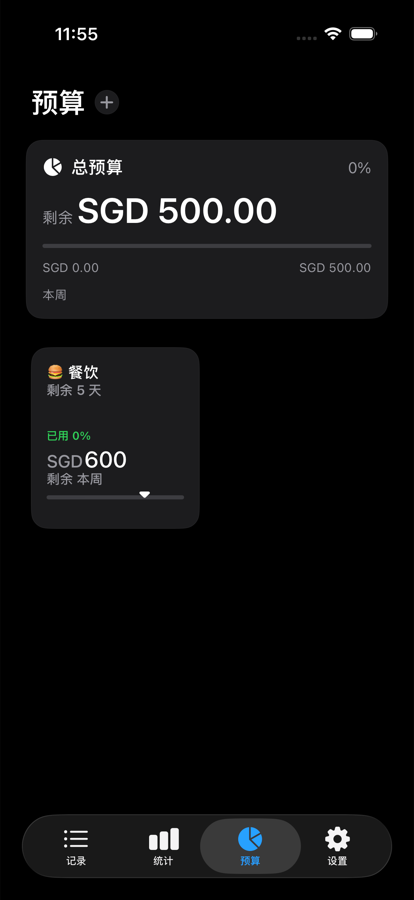 11:55
预算
总预算 0%
剩余 SGD 500.00
SGD 0.00 SGD 500.00
本周
餐饮
剩余 5 天
已用 0%
SGD600
剩余 本周
记录 统计 预算 设置